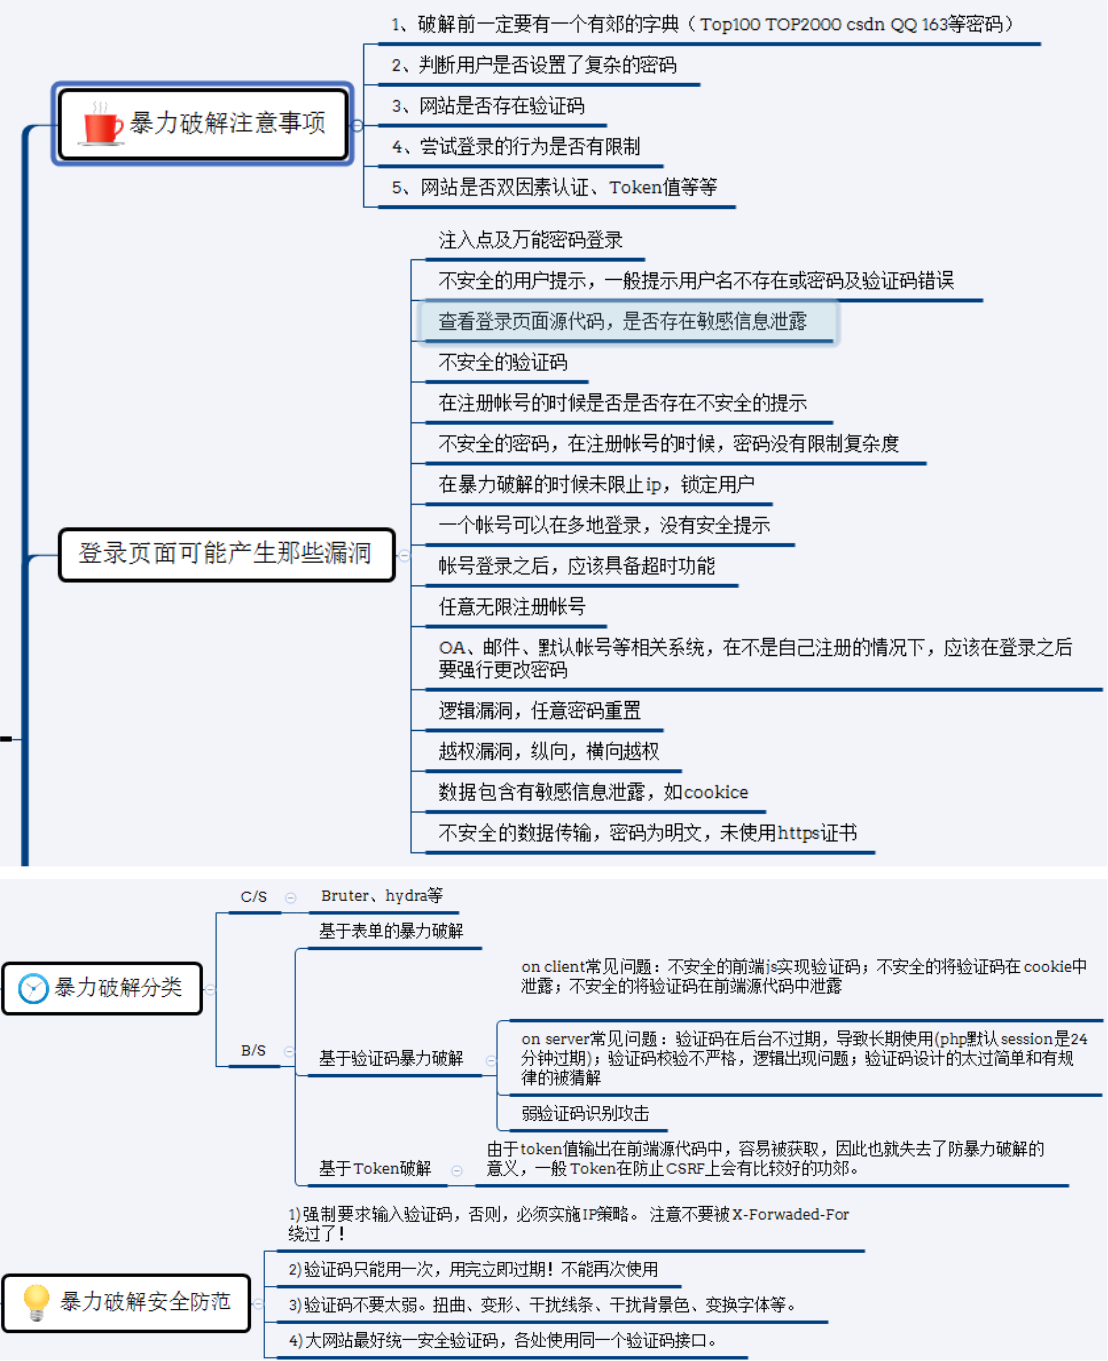 暴力破解注意事项
1、破解前一定要有一个有郊的字典（Top100 TOP2000 csdn QQ 163等密码）
2、判断用户是否设置了复杂的密码
3、网站是否存在验证码
4、尝试登录的行为是否有限制
5、网站是否双因素认证、Token值等等
登录页面可能产生那些漏洞
注入点及万能密码登录
不安全的用户提示，一般提示用户名不存在或密码及验证码错误
查看登录页面源代码，是否存在敏感信息泄露
不安全的验证码
在注册帐号的时候是否是否存在不安全的提示
不安全的密码，在注册帐号的时候，密码没有限制复杂度
在暴力破解的时候未限止ip，锁定用户
一个帐号可以在多地登录，没有安全提示
帐号登录之后，应该具备超时功能
任意无限注册帐号
OA、邮件、默认帐号等相关系统，在不是自己注册的情况下，应该在登录之后
要强行更改密码
逻辑漏洞，任意密码重置
越权漏洞，纵向，横向越权
数据包含有敏感信息泄露，如cookice
不安全的数据传输，密码为明文，未使用https证书
暴力破解分类
C/S
Bruter、hydra等
B/S
基于表单的暴力破解
基于验证码暴力破解
on client常见问题：不安全的前端js实现验证码；不安全的将验证码在cookie中
泄露；不安全的将验证码在前端源代码中泄露
on server常见问题：验证码在后台不过期，导致长期使用(php默认session是24
分钟过期)；验证码校验不严格，逻辑出现问题；验证码设计的太过简单和有规
律的被猜解
弱验证码识别攻击
基于Token破解
由于token值输出在前端源代码中，容易被获取，因此也就失去了防暴力破解的
意义，一般Token在防止CSRF上会有比较好的功郊。
暴力破解安全防范
1)强制要求输入验证码，否则，必须实施IP策略。 注意不要被X-Forwaded-For
绕过了！
2)验证码只能用一次，用完立即过期！不能再次使用
3)验证码不要太弱。扭曲、变形、干扰线条、干扰背景色、变换字体等。
4)大网站最好统一安全验证码，各处使用同一个验证码接口。